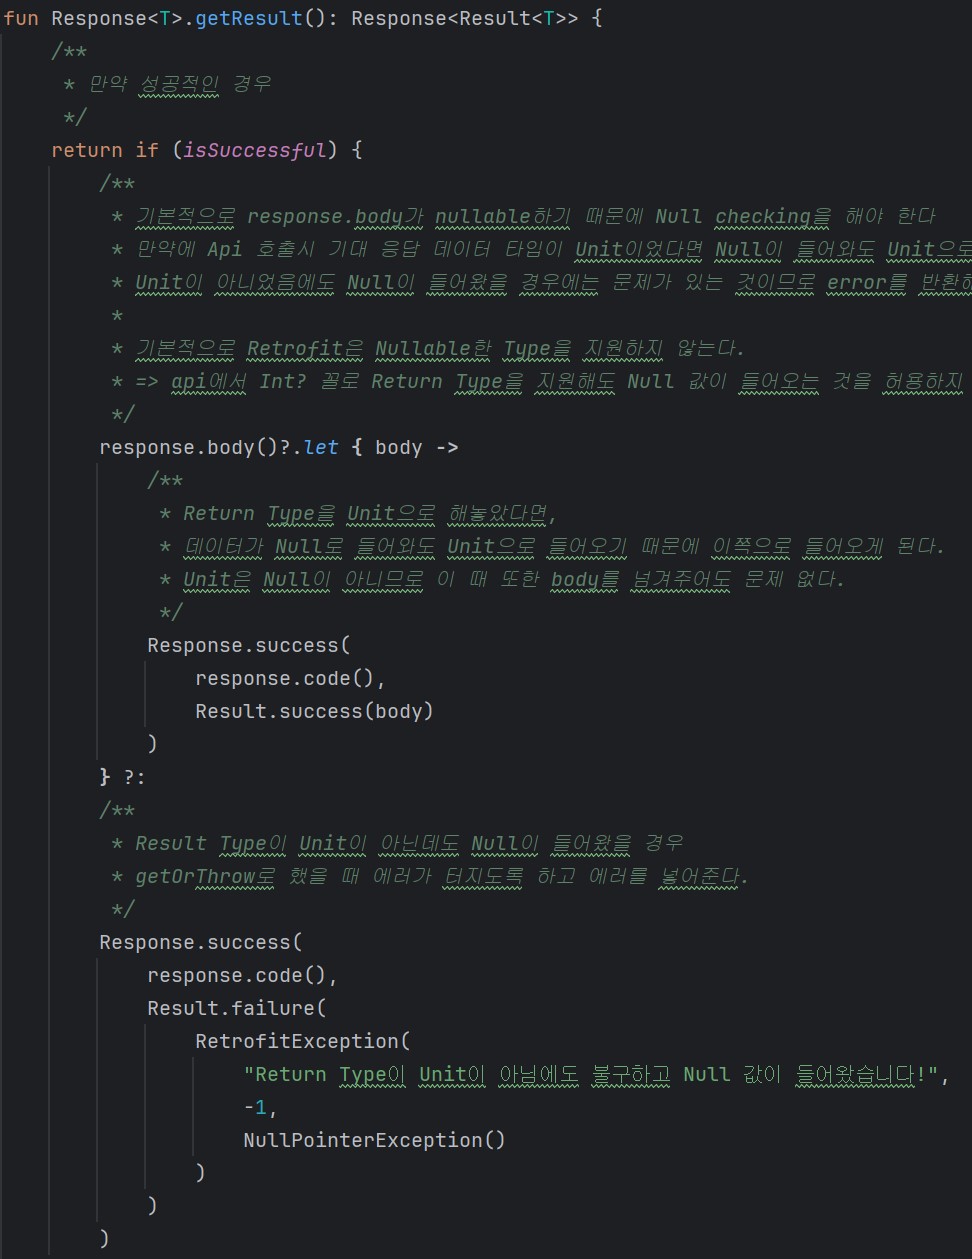 fun Response<T>.getResult(): Response<Result<T>> {
/**
* 만약 성공적인 경우
*/
return if (isSuccessful) {
/**
* 기본적으로 response.body가 nullable하기 때문에 Null checking을 해야 한다
* 만약에 Api 호출시 기대 응답 데이터 타입이 Unit이었다면 Null이 들어와도 Unit으로
* Unit이 아니었음에도 Null이 들어왔을 경우에는 문제가 있는 것이므로 error를 반환하
*
* 기본적으로 Retrofit은 Nullable한 Type을 지원하지 않는다.
* => api에서 Int? 꼴로 Return Type을 지원해도 Null 값이 들어오는 것을 허용하지
*/
response.body()?.let { body ->
/**
* Return Type을 Unit으로 해놓았다면,
* 데이터가 Null로 들어와도 Unit으로 들어오기 때문에 이쪽으로 들어오게 된다.
* Unit은 Null이 아니므로 이 때 또한 body를 넘겨주어도 문제 없다.
*/
Response.success(
response.code(),
Result.success(body)
)
} ?:
/**
* Result Type이 Unit이 아닌데도 Null이 들어왔을 경우
* getOrThrow로 했을 때 에러가 터지도록 하고 에러를 넣어준다.
*/
Response.success(
response.code(),
Result.failure(
RetrofitException(
"Return Type이 Unit이 아님에도 불구하고 Null 값이 들어왔습니다!",
-1,
NullPointerException()
)
)
)